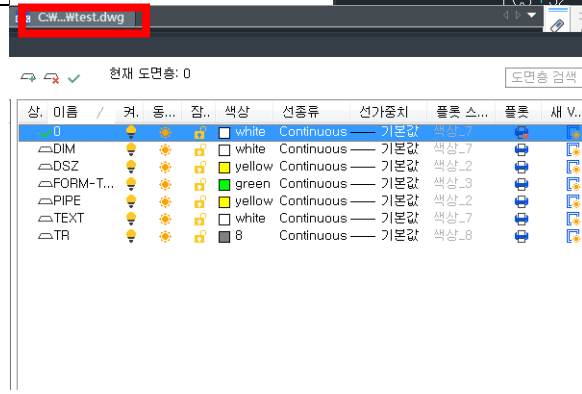 C:₩...₩test.dwg
현재 도면층: 0
도면층 검색
상. 이름 / 켜. 동... 잠.. 색상 선종류 선가중치 플롯 스... 플롯 새 V..
0 white Continuous 기본값 색상_7
DIM white Continuous 기본값 색상_7
DSZ yellow Continuous 기본값 색상_2
FORM-T... green Continuous 기본값 색상_3
PIPE yellow Continuous 기본값 색상_2
TEXT white Continuous 기본값 색상_7
TR 8 Continuous 기본값 색상_8